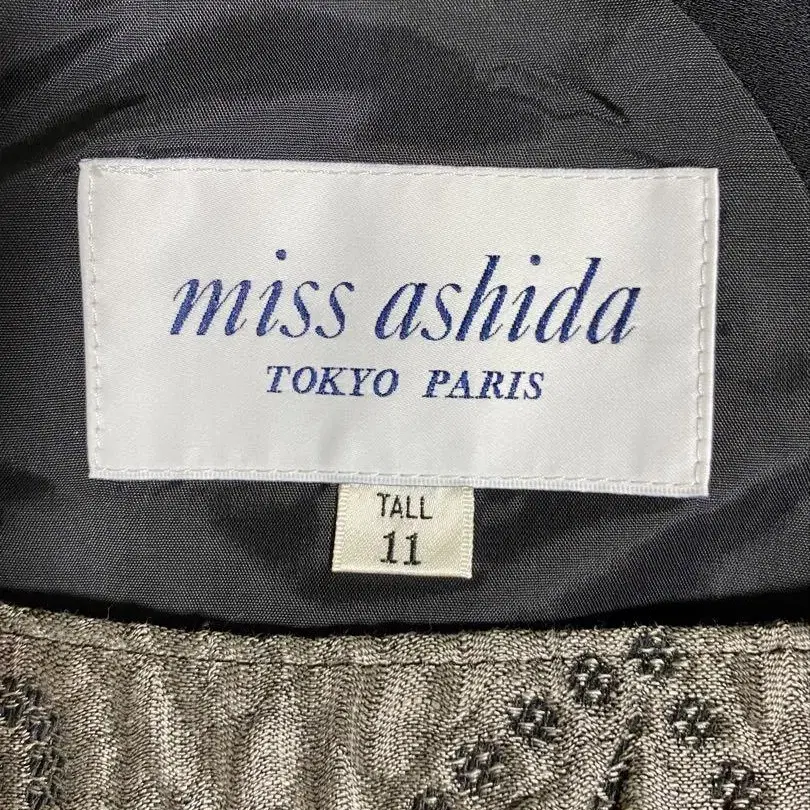 miss ashida
TOKYO PARIS
TALL
11